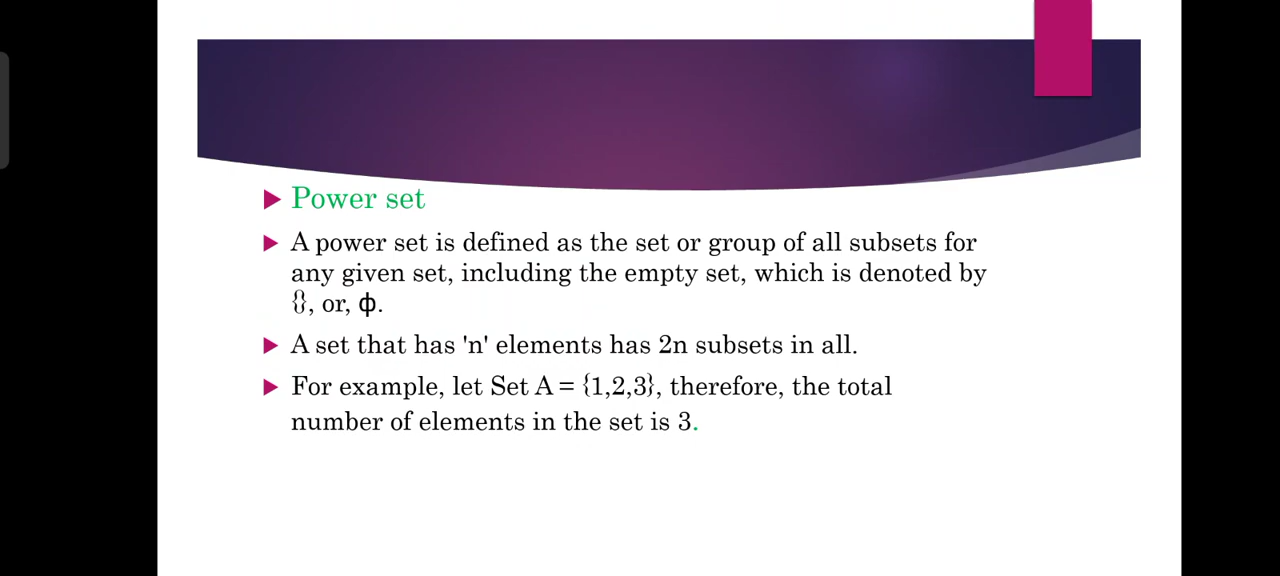 Power set
A power set is defined as the set or group of all subsets for
any given set, including the empty set, which is denoted by
{}, or, ϕ.
A set that has 'n' elements has 2n subsets in all.
For example, let Set A = {1,2,3}, therefore, the total
number of elements in the set is 3.